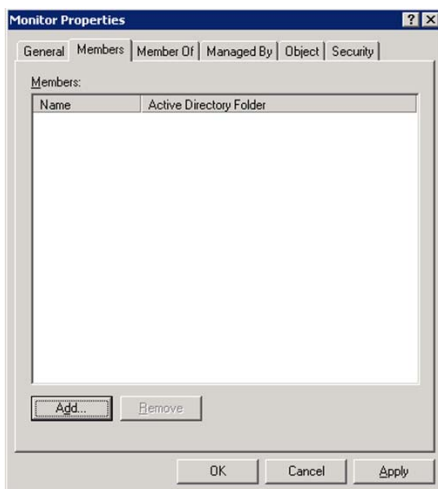 Monitor Properties
General Members Member Of Managed By Object Security
Members:
Name Active Directory Folder
Add... Remove
OK Cancel Apply